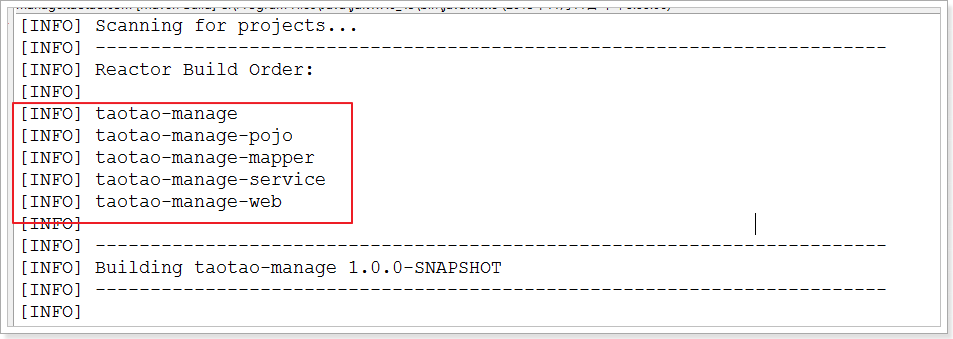 [INFO] Scanning for projects...
[INFO] ------------------------------------------------------------------------
[INFO] Reactor Build Order:
[INFO]
[INFO] taotao-manage
[INFO] taotao-manage-pojo
[INFO] taotao-manage-mapper
[INFO] taotao-manage-service
[INFO] taotao-manage-web
[INFO]
[INFO] ------------------------------------------------------------------------
[INFO] Building taotao-manage 1.0.0-SNAPSHOT
[INFO] ------------------------------------------------------------------------
[INFO]